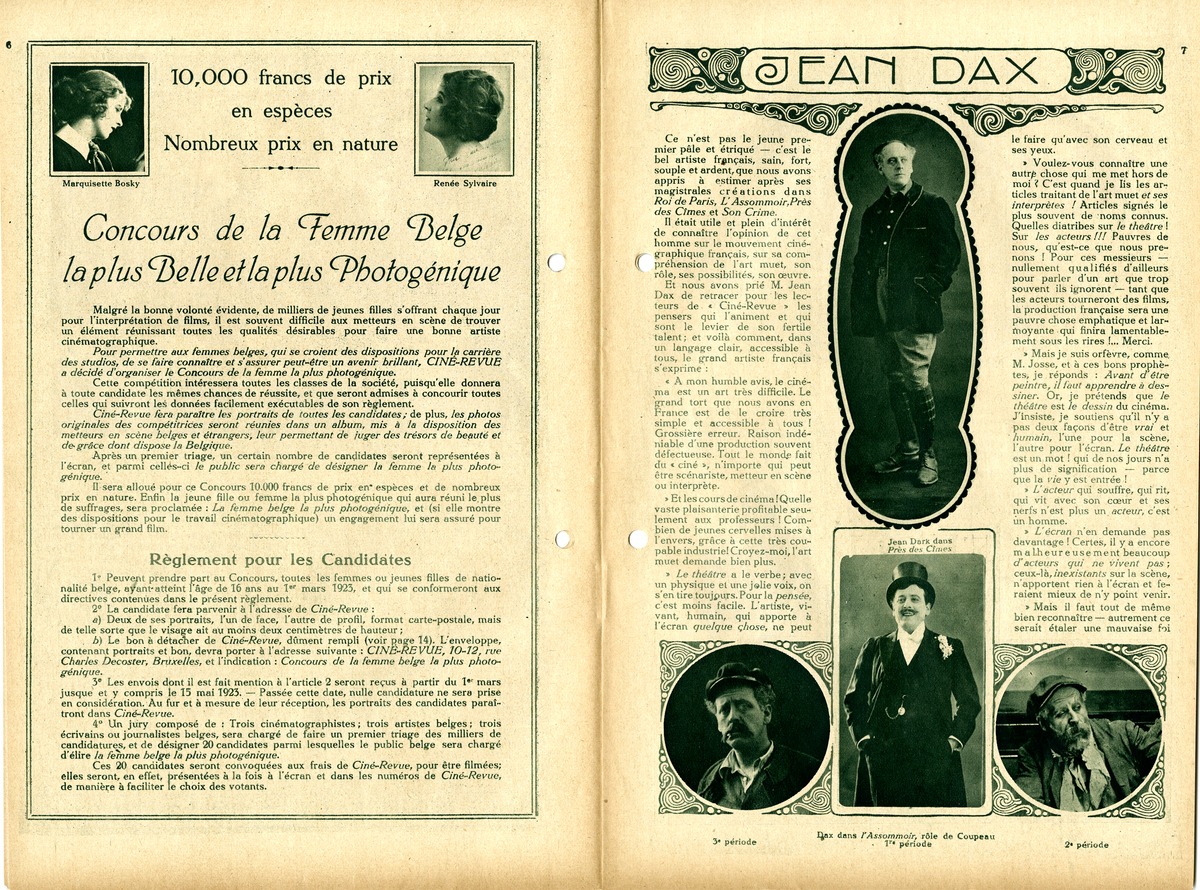 6
10,000 francs de prix
en espèces
Nombreux prix en nature
Marquisette Bosky
Renée Sylvaire
Concours de la Femme Belge
la plus Belle et la plus Photogénique
Malgré la bonne volonté évidente, de milliers de jeunes filles s'offrant chaque jour
pour l'interprétation de films, il est souvent difficile aux metteurs en scène de trouver
un élément réunissant toutes les qualités désirables pour faire une bonne artiste
cinématographique.
Pour permettre aux femmes belges, qui se croient des dispositions pour la carrière
des studios, de se faire connaître et s'assurer peut-être un avenir brillant, CINÉ-REVUE
a décidé d'organiser le Concours de la femme la plus photogénique.
Cette compétition intéressera toutes les classes de la société, puisqu'elle donnera
à toute candidate les mêmes chances de réussite, et que seront admises à concourir toutes
celles qui suivront les données facilement exécutables de son règlement.
Ciné-Revue fera paraître les portraits de toutes les candidates; de plus, les photos
originales des compétitrices seront réunies dans un album, mis à la disposition des
metteurs en scène belges et étrangers, leur permettant de juger des trésors de beauté et
de grâce dont dispose la Belgique.
Après un premier triage, un certain nombre de candidates seront représentées à
l'écran, et parmi celles-ci le public sera chargé de désigner la femme la plus photo-
génique.
Il sera alloué pour ce Concours 10.000 francs de prix en espèces et de nombreux
prix en nature. Enfin la jeune fille ou femme la plus photogénique qui aura réuni le plus
de suffrages, sera proclamée : La femme belge la plus photogénique, et (si elle montre
des dispositions pour le travail cinématographique) un engagement lui sera assuré pour
tourner un grand film.
Règlement pour les Candidates
1° Peuvent prendre part au Concours, toutes les femmes ou jeunes filles de natio-
nalité belge, ayant atteint l'âge de 16 ans au 1er mars 1923, et qui se conformeront aux
directives contenues dans le présent règlement.
2° La candidate fera parvenir à l'adresse de Ciné-Revue :
a) Deux de ses portraits, l'un de face, l'autre de profil, format carte-postale, mais
de telle sorte que le visage ait au moins deux centimètres de hauteur;
b) Le bon à détacher de Ciné-Revue, dûment rempli (voir page 14). L'enveloppe,
contenant portraits et bon, devra porter à l'adresse suivante : CINÉ-REVUE, 10-12, rue
Charles Decoster, Bruxelles, et l'indication : Concours de la femme belge la plus photo-
génique.
3° Les envois dont il est fait mention à l'article 2 seront reçus à partir du 1er mars
jusque et y compris le 15 mai 1923. — Passée cette date, nulle candidature ne sera prise
en considération. Au fur et à mesure de leur réception, les portraits des candidates paraî-
tront dans Ciné-Revue.
4° Un jury composé de : Trois cinématographistes; trois artistes belges; trois
écrivains ou journalistes belges, sera chargé de faire un premier triage des milliers de
candidatures, et de désigner 20 candidates parmi lesquelles le public belge sera chargé
d'élire la femme belge la plus photogénique.
Ces 20 candidates seront convoquées aux frais de Ciné-Revue, pour être filmées;
elles seront, en effet, présentées à la fois à l'écran et dans les numéros de Ciné-Revue,
de manière à faciliter le choix des votants.
7
JEAN DAX
Ce n'est pas le jeune pre-
mier pâle et étriqué — c'est le
bel artiste français, sain, fort,
souple et ardent, que nous avons
appris à estimer après ses
magistrales créations dans
Roi de Paris, L'Assommoir, Près
des Cîmes et Son Crime.
Il était utile et plein d'intérêt
de connaître l'opinion de cet
homme sur le mouvement ciné-
graphique français, sur sa com-
préhension de l'art muet, son
rôle, ses possibilités, son œuvre.
Et nous avons prié M. Jean
Dax de retracer pour les lec-
teurs de « Ciné-Revue » les
pensers qui l'animent et qui
sont le levier de son fertile
talent; et voilà comment, dans
un langage clair, accessible à
tous, le grand artiste français
s'exprime :
« A mon humble avis, le ciné-
ma est un art très difficile. Le
grand tort que nous avons en
France est de le croire très
simple et accessible à tous !
Grossière erreur. Raison indé-
niable d'une production souvent
défectueuse. Tout le monde fait
du « ciné », n'importe qui peut
être scénariste, metteur en scène
ou interprète.
» Et les cours de cinéma! Quelle
vaste plaisanterie profitable seu-
lement aux professeurs ! Com-
bien de jeunes cervelles mises à
l'envers, grâce à cette très cou-
pable industrie! Croyez-moi, l'art
muet demande bien plus.
» Le théâtre a le verbe; avec
un physique et une jolie voix, on
s'en tire toujours. Pour la pensée,
c'est moins facile. L'artiste, vi-
vant, humain, qui apporte à
l'écran quelque chose, ne peut
le faire qu'avec son cerveau et
ses yeux.
» Voulez-vous connaître une
autre chose qui me met hors de
moi ? C'est quand je lis les ar-
ticles traitant de l'art muet et ses
interprètes ! Articles signés le
plus souvent de noms connus.
Quelles diatribes sur le théâtre !
Sur les acteurs !!! Pauvres de
nous, qu'est-ce que nous pre-
nons ! Pour ces messieurs —
nullement qualifiés d'ailleurs
pour parler d'un art que trop
souvent ils ignorent — tant que
les acteurs tourneront des films,
la production française sera une
pauvre chose emphatique et lar-
moyante qui finira lamentable-
ment sous les rires !... Merci.
» Mais je suis orfèvre, comme
M. Josse, et à ces bons prophè-
tes, je réponds : Avant d'être
peintre, il faut apprendre à des-
siner. Or, je prétends que le
théâtre est le dessin du cinéma.
J'insiste, je soutiens qu'il n'y a
pas deux façons d'être vrai et
humain, l'une pour la scène,
l'autre pour l'écran. Le théâtre
est un mot ! qui de nos jours n'a
plus de signification — parce
que la vie y est entrée !
» L'acteur qui souffre, qui rit,
qui vit avec son cœur et ses
nerfs n'est plus un acteur, c'est
un homme.
» L'écran n'en demande pas
davantage ! Certes, il y a encore
malheureusement beaucoup
d'acteurs qui ne vivent pas ;
ceux-là, inexistants sur la scène,
n'apportent rien à l'écran et fe-
raient mieux de n'y point venir.
» Mais il faut tout de même
bien reconnaître — autrement ce
serait étaler une mauvaise foi
Jean Dark dans
Près des Cîmes
Dax dans l'Assommoir, rôle de Coupeau
3e période
1re période
2e période